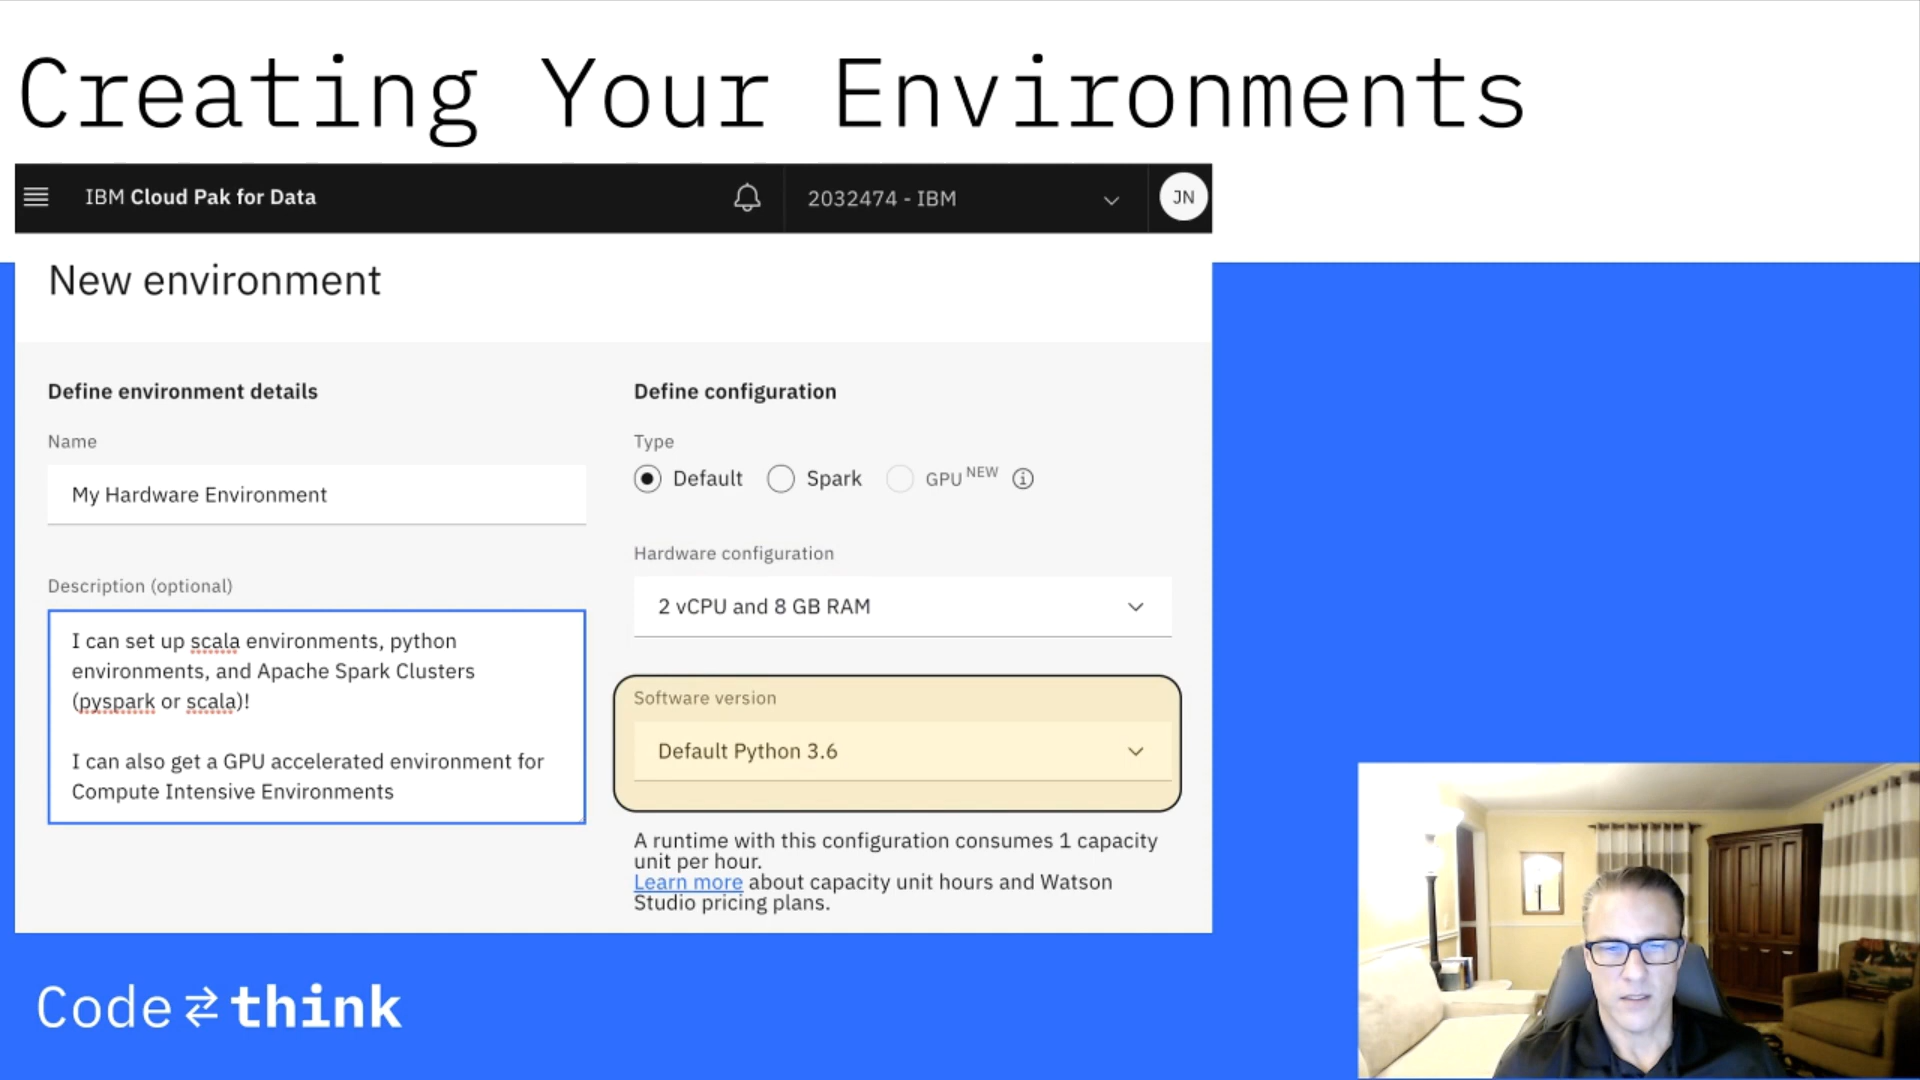 Creating Your Environments
IBM Cloud Pak for Data
2032474 - IBM
JN
New environment
Define environment details
Name
My Hardware Environment
Description (optional)
I can set up scala environments, python
environments, and Apache Spark Clusters
(pyspark or scala)!
I can also get a GPU accelerated environment for
Compute Intensive Environments
Define configuration
Type
Default
Spark
GPU NEW
Hardware configuration
2 vCPU and 8 GB RAM
Software version
Default Python 3.6
A runtime with this configuration consumes 1 capacity
unit per hour.
Learn more about capacity unit hours and Watson
Studio pricing plans.
Code ⇄ think